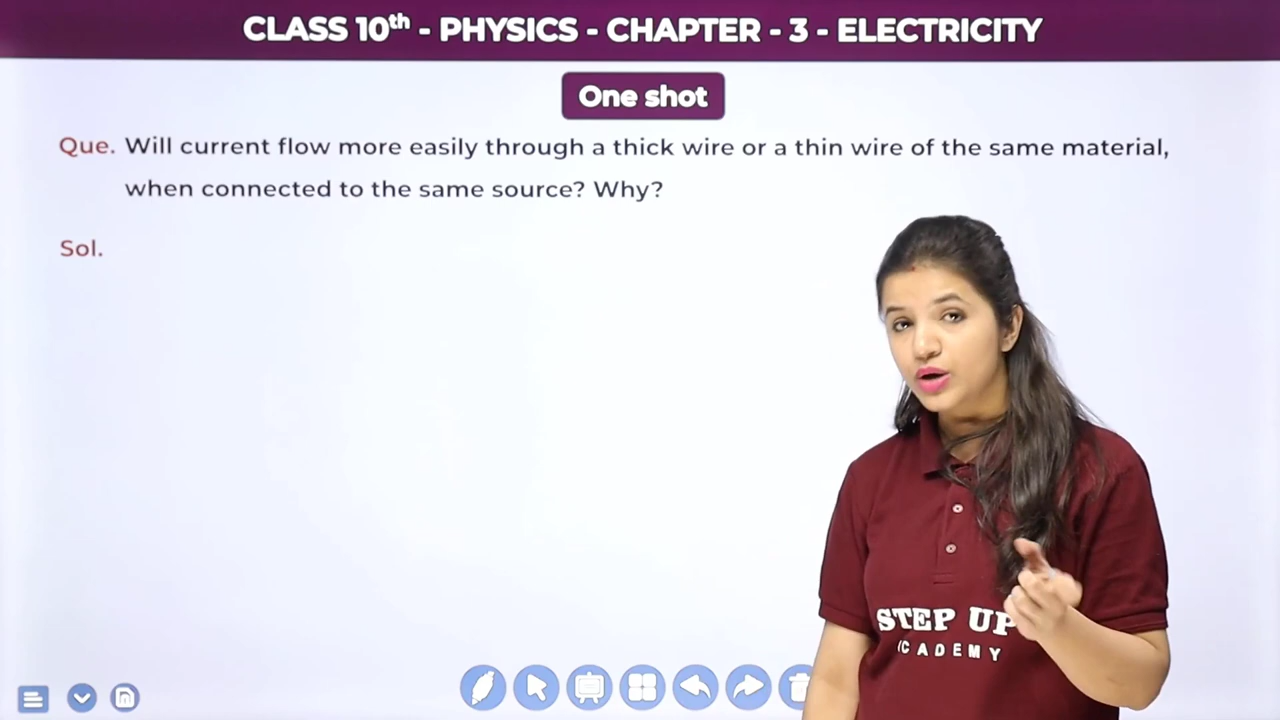 CLASS 10th - PHYSICS - CHAPTER - 3 - ELECTRICITY
One shot
Que. Will current flow more easily through a thick wire or a thin wire of the same material,
when connected to the same source? Why?
Sol.
STEP UP
CADEMY